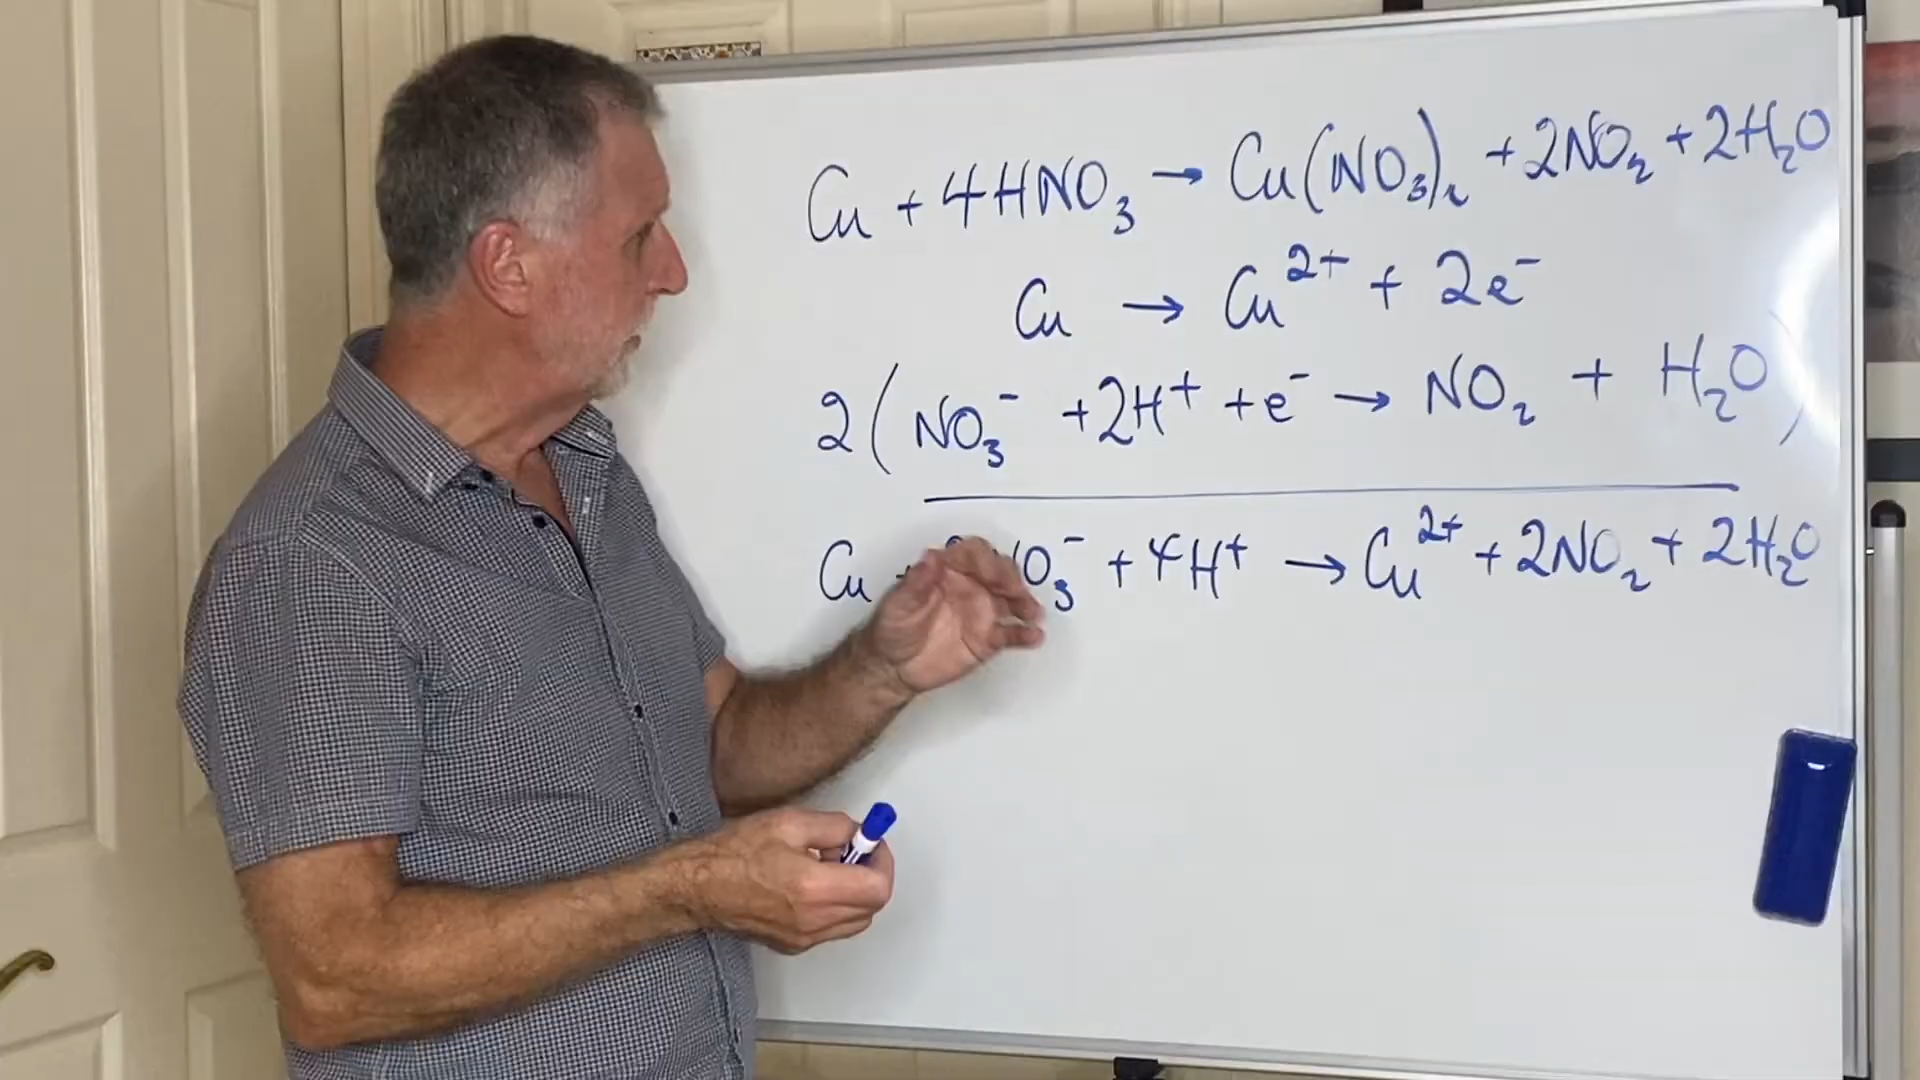 Cu + 4HNO₃ → Cu(NO₃)₂ + 2NO₂ + 2H₂O
Cu → Cu²⁺ + 2e⁻
2(NO₃⁻ + 2H⁺ + e⁻ → NO₂ + H₂O)
Cu + O₃⁻ + 4H⁺ → Cu²⁺ + 2NO₂ + 2H₂O